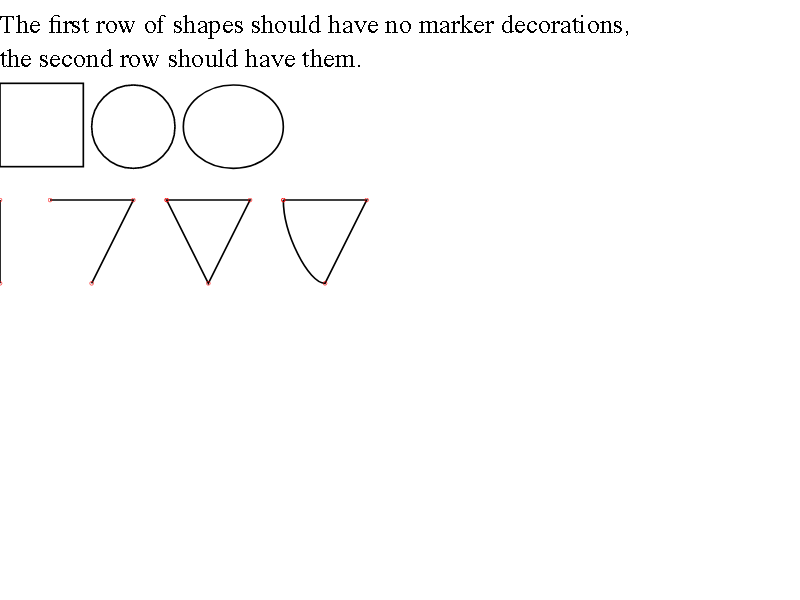 The first row of shapes should have no marker decorations,
the second row should have them.